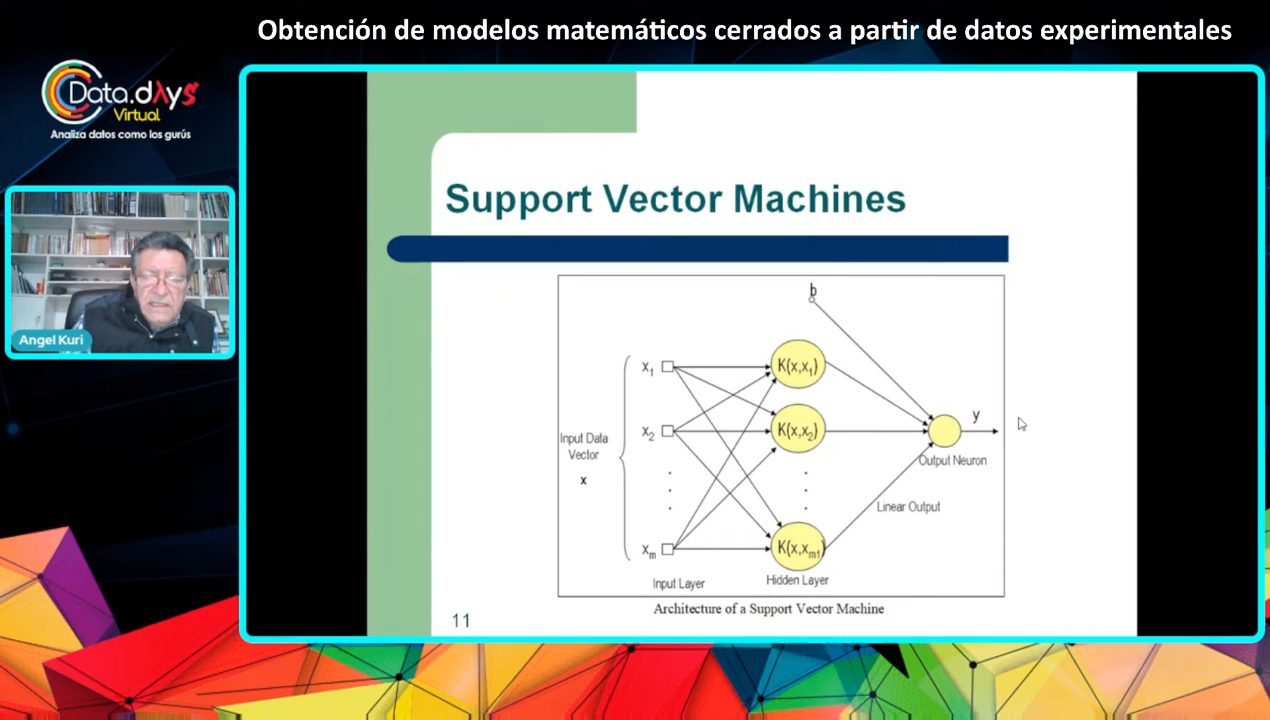 Obtención de modelos matemáticos cerrados a partir de datos experimentales
Data.dAys
Virtual
Analiza datos como los gurús
Angel Kuri
Support Vector Machines
b
x1
K(x,x1)
y
x2
K(x,x2)
Input Data
Vector
x
Output Neuron
Linear Output
xm
K(x,xm1)
Input Layer
Hidden Layer
Architecture of a Support Vector Machine
11